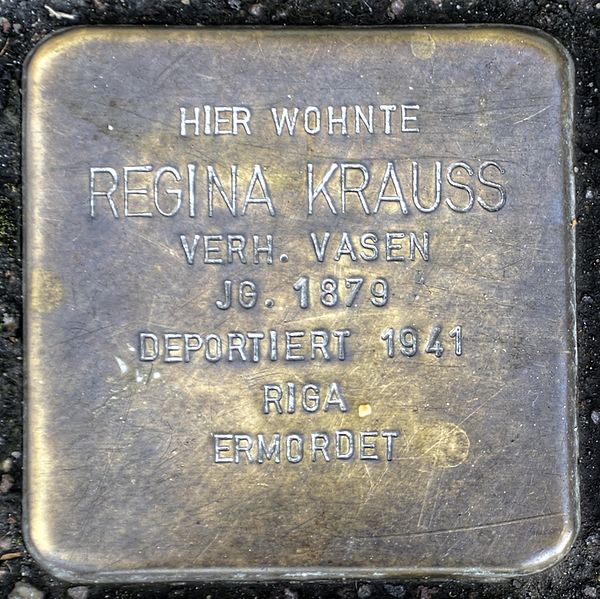 HIER WOHNTE
REGINA KRAUSS
VERH. VASEN
JG. 1879
DEPORTIERT 1941
RIGA
ERMORDET